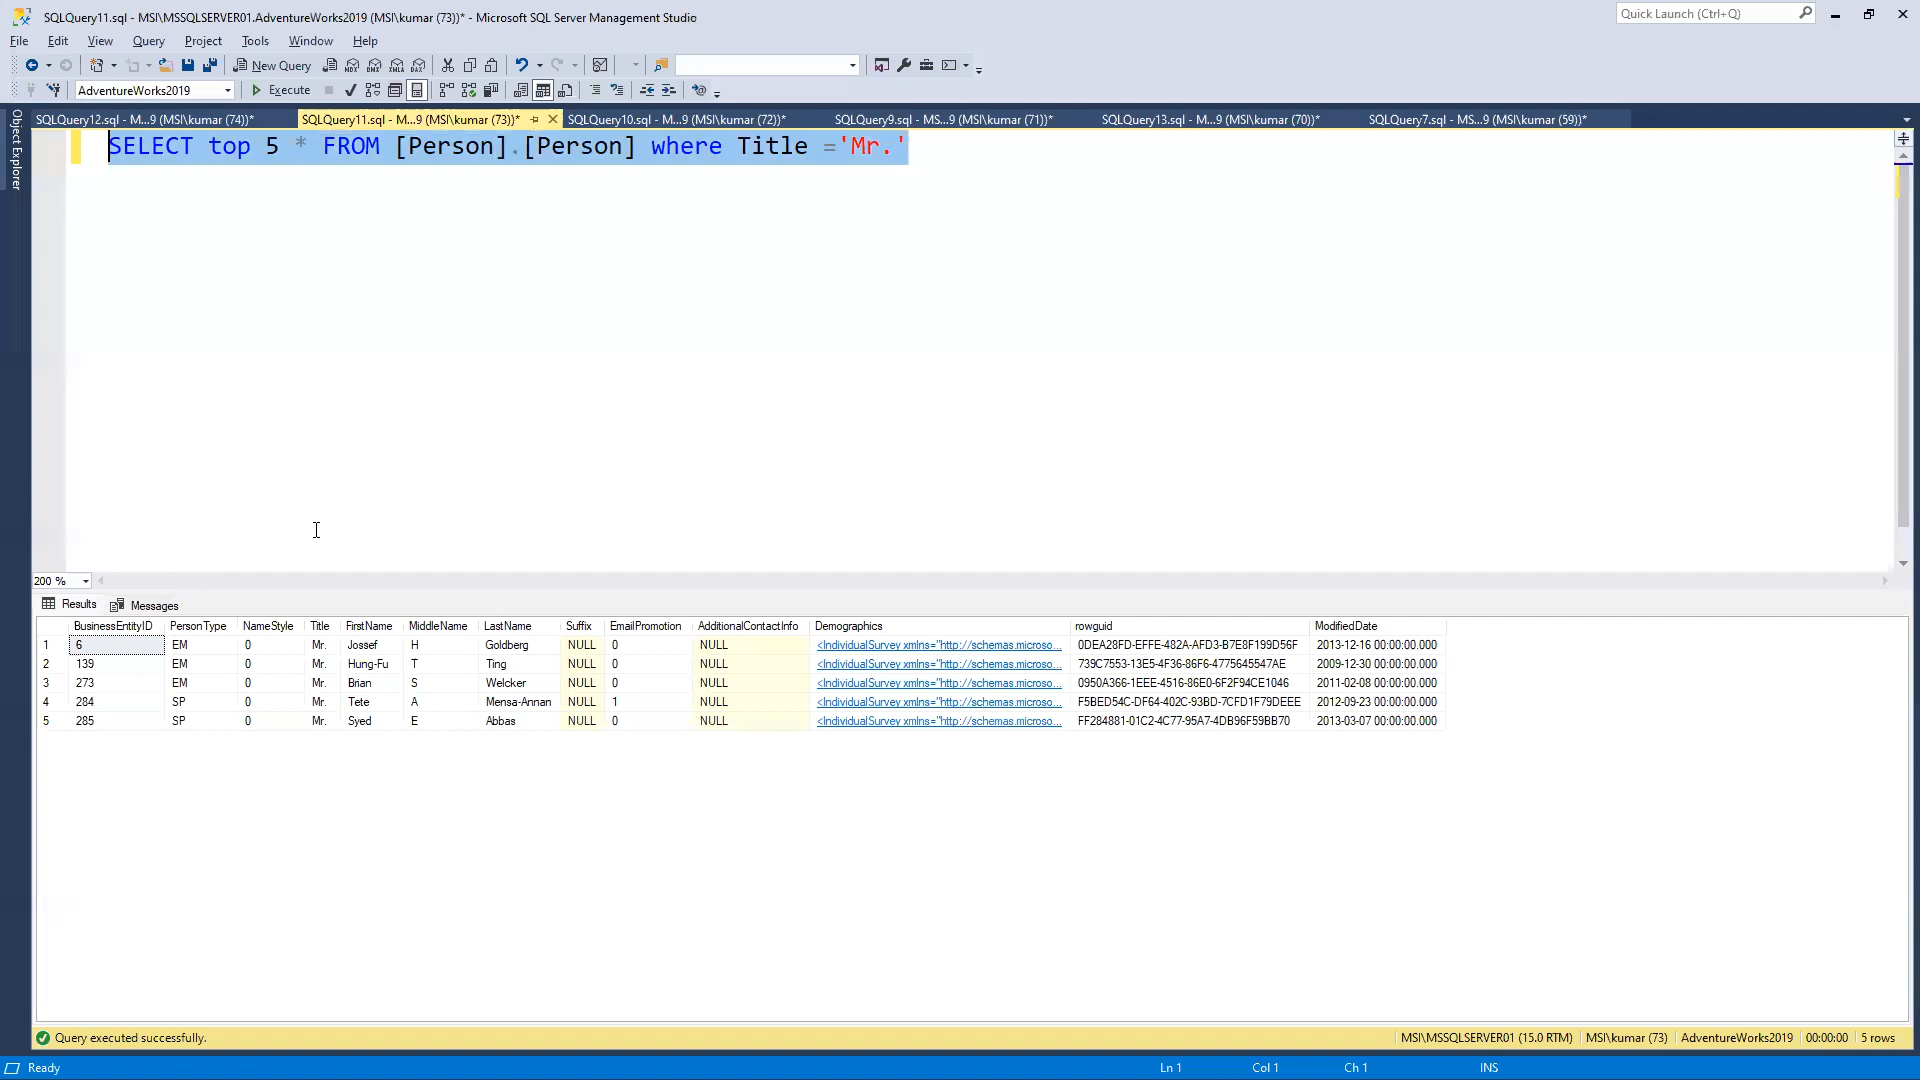 SQLQuery11.sql - MSI\MSSQLSERVER01.AdventureWorks2019 (MSI\kumar (73))* - Microsoft SQL Server Management Studio
Quick Launch (Ctrl+Q)
File Edit View Query Project Tools Window Help
New Query
MDX DMX XMLA DAX
AdventureWorks2019 Execute
Object Explorer
SQLQuery12.sql - M...9 (MSI\kumar (74))* SQLQuery11.sql - M...9 (MSI\kumar (73))* SQLQuery10.sql - M...9 (MSI\kumar (72))* SQLQuery9.sql - MS...9 (MSI\kumar (71))* SQLQuery13.sql - M...9 (MSI\kumar (70))* SQLQuery7.sql - MS...9 (MSI\kumar (59))*
SELECT top 5 * FROM [Person].[Person] where Title ='Mr.'
200 %
Results Messages
BusinessEntityID PersonType NameStyle Title FirstName MiddleName LastName Suffix EmailPromotion AdditionalContactInfo Demographics rowguid ModifiedDate
1 6 EM 0 Mr. Jossef H Goldberg NULL 0 NULL <IndividualSurvey xmlns="http://schemas.microso... 0DEA28FD-EFFE-482A-AFD3-B7E8F199D56F 2013-12-16 00:00:00.000
2 139 EM 0 Mr. Hung-Fu T Ting NULL 0 NULL <IndividualSurvey xmlns="http://schemas.microso... 739C7553-13E5-4F36-86F6-4775645547AE 2009-12-30 00:00:00.000
3 273 EM 0 Mr. Brian S Welcker NULL 0 NULL <IndividualSurvey xmlns="http://schemas.microso... 0950A366-1EEE-4516-86E0-6F2F94CE1046 2011-02-08 00:00:00.000
4 284 SP 0 Mr. Tete A Mensa-Annan NULL 1 NULL <IndividualSurvey xmlns="http://schemas.microso... F5BED54C-DF64-402C-93BD-7CFD1F79DEEE 2012-09-23 00:00:00.000
5 285 SP 0 Mr. Syed E Abbas NULL 0 NULL <IndividualSurvey xmlns="http://schemas.microso... FF284881-01C2-4C77-95A7-4DB96F59BB70 2013-03-07 00:00:00.000
Query executed successfully. MSI\MSSQLSERVER01 (15.0 RTM) MSI\kumar (73) AdventureWorks2019 00:00:00 5 rows
Ready Ln 1 Col 1 Ch 1 INS